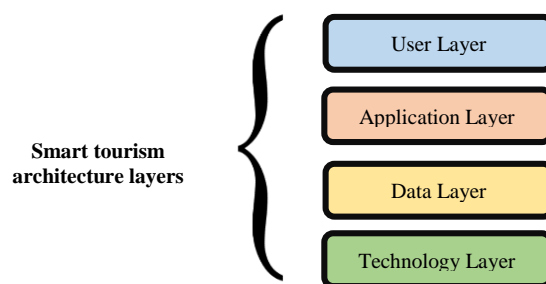 User Layer
Application Layer
Smart tourism
architecture layers
Data Layer
Technology Layer